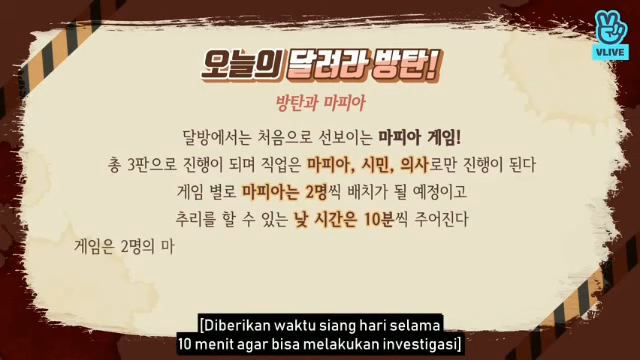 VLIVE
오늘의 달려라 방탄!
방탄과 마피아
달방에서는 처음으로 선보이는 마피아 게임!
총 3판으로 진행이 되며 직업은 마피아, 시민, 의사로만 진행이 된다
게임 별로 마피아는 2명씩 배치가 될 예정이고
추리를 할 수 있는 낮 시간은 10분씩 주어진다
게임은 2명의 마
[Diberikan waktu siang hari selama
10 menit agar bisa melakukan investigasi]